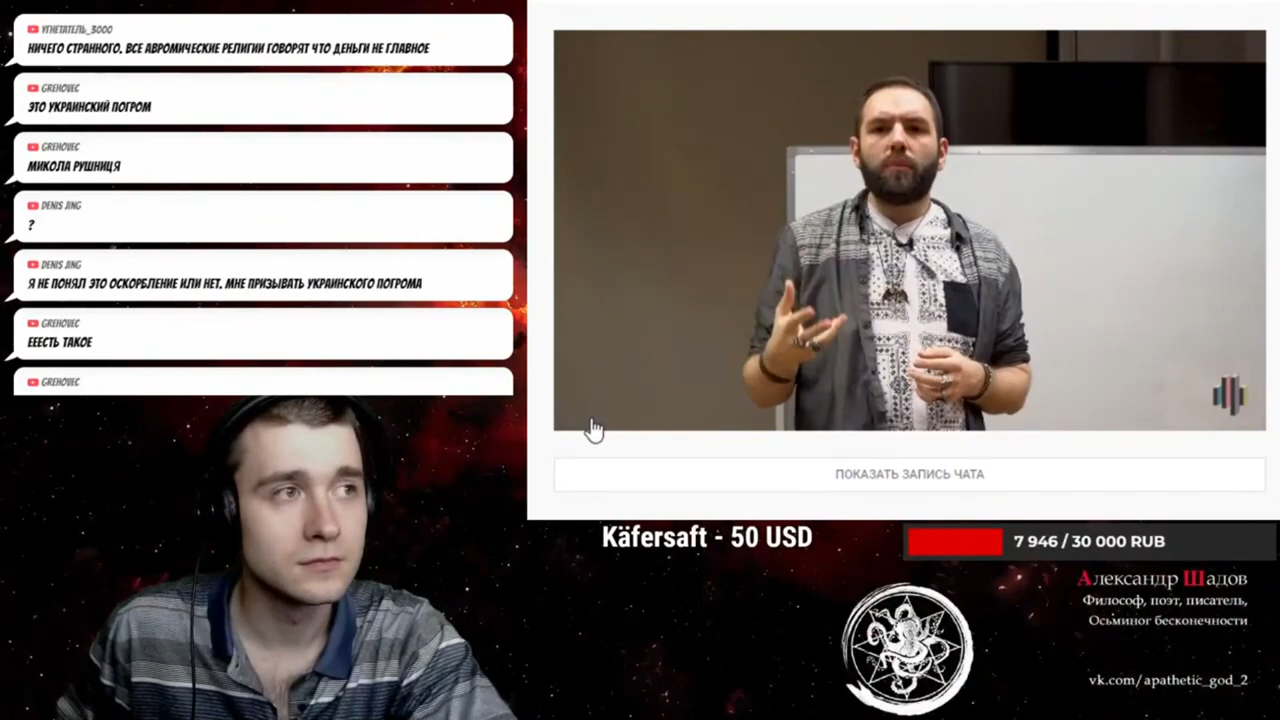 УГНЕТАТЕЛЬ_3000
НИЧЕГО СТРАННОГО. ВСЕ АВРОМИЧЕСКИЕ РЕЛИГИИ ГОВОРЯТ ЧТО ДЕНЬГИ НЕ ГЛАВНОЕ
GREHOVEC
ЭТО УКРАИНСКИЙ ПОГРОМ
GREHOVEC
МИКОЛА РУШНИЦЯ
DENIS JING
?
DENIS JING
Я НЕ ПОНЯЛ ЭТО ОСКОРБЛЕНИЕ ИЛИ НЕТ. МНЕ ПРИЗЫВАТЬ УКРАИНСКОГО ПОГРОМА
GREHOVEC
ЕЕЕСТЬ ТАКОЕ
GREHOVEC
ПОКАЗАТЬ ЗАПИСЬ ЧАТА
Käfersaft - 50 USD
7 946 / 30 000 RUB
Александр Шадов
Философ, поэт, писатель,
Осьминог бесконечности
vk.com/apathetic_god_2